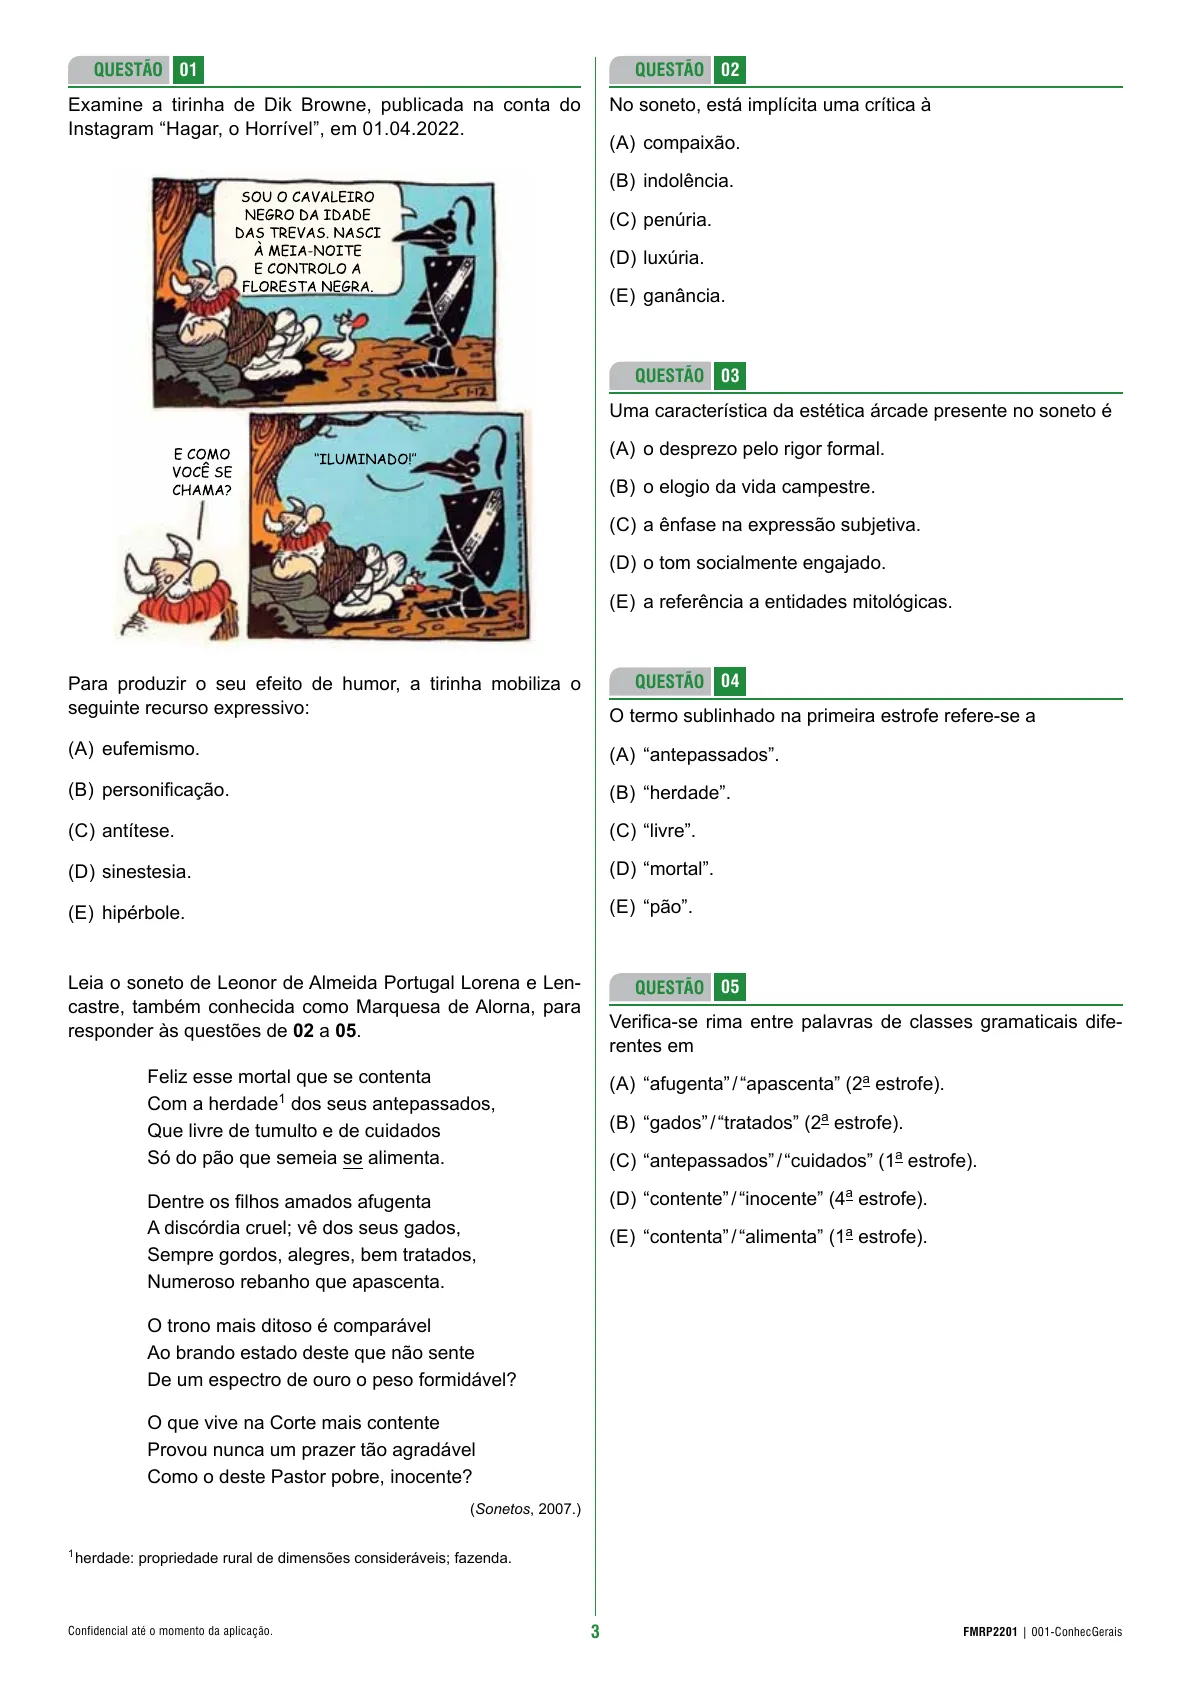 QUESTÃO 01
Examine a tirinha de Dik Browne, publicada na conta do
Instagram “Hagar, o Horrível”, em 01.04.2022.
SOU O CAVALEIRO
NEGRO DA IDADE
DAS TREVAS. NASCI
À MEIA-NOITE
E CONTROLO A
FLORESTA NEGRA.
1-12
E COMO
VOCÊ SE
CHAMA?
"ILUMINADO!"
Para produzir o seu efeito de humor, a tirinha mobiliza o
seguinte recurso expressivo:
(A) eufemismo.
(B) personificação.
(C) antítese.
(D) sinestesia.
(E) hipérbole.
Leia o soneto de Leonor de Almeida Portugal Lorena e Len-
castre, também conhecida como Marquesa de Alorna, para
responder às questões de 02 a 05.
Feliz esse mortal que se contenta
Com a herdade¹ dos seus antepassados,
Que livre de tumulto e de cuidados
Só do pão que semeia se alimenta.
Dentre os filhos amados afugenta
A discórdia cruel; vê dos seus gados,
Sempre gordos, alegres, bem tratados,
Numeroso rebanho que apascenta.
O trono mais ditoso é comparável
Ao brando estado deste que não sente
De um espectro de ouro o peso formidável?
O que vive na Corte mais contente
Provou nunca um prazer tão agradável
Como o deste Pastor pobre, inocente?
(Sonetos, 2007.)
¹herdade: propriedade rural de dimensões consideráveis; fazenda.
QUESTÃO 02
No soneto, está implícita uma crítica à
(A) compaixão.
(B) indolência.
(C) penúria.
(D) luxúria.
(E) ganância.
QUESTÃO 03
Uma característica da estética árcade presente no soneto é
(A) o desprezo pelo rigor formal.
(B) o elogio da vida campestre.
(C) a ênfase na expressão subjetiva.
(D) o tom socialmente engajado.
(E) a referência a entidades mitológicas.
QUESTÃO 04
O termo sublinhado na primeira estrofe refere-se a
(A) “antepassados”.
(B) “herdade”.
(C) “livre”.
(D) “mortal”.
(E) “pão”.
QUESTÃO 05
Verifica-se rima entre palavras de classes gramaticais dife-
rentes em
(A) “afugenta”/“apascenta” (2ª estrofe).
(B) “gados”/“tratados” (2ª estrofe).
(C) “antepassados”/“cuidados” (1ª estrofe).
(D) “contente”/“inocente” (4ª estrofe).
(E) “contenta”/“alimenta” (1ª estrofe).
Confidencial até o momento da aplicação.
3
FMRP2201 | 001-ConhecGerais